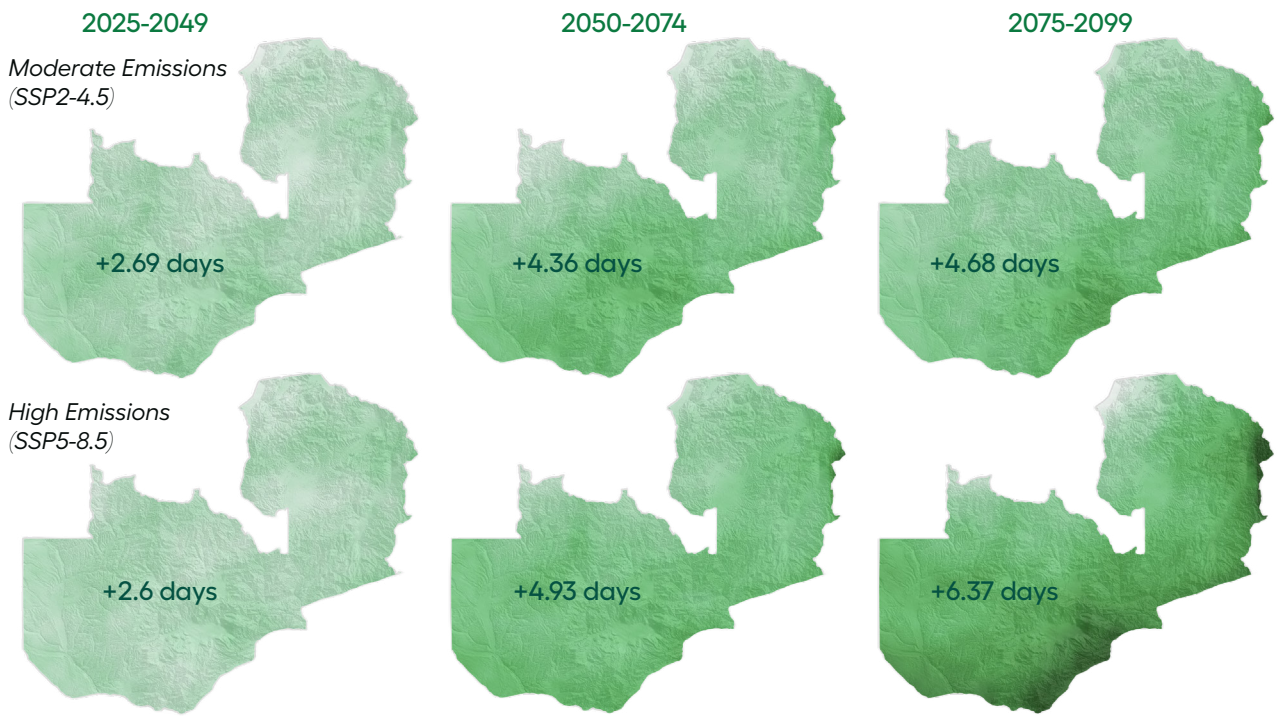 2025-2049
2050-2074
2075-2099
Moderate Emissions
(SSP2-4.5)
+2.69 days
+4.36 days
+4.68 days
High Emissions
(SSP5-8.5)
+2.6 days
+4.93 days
+6.37 days